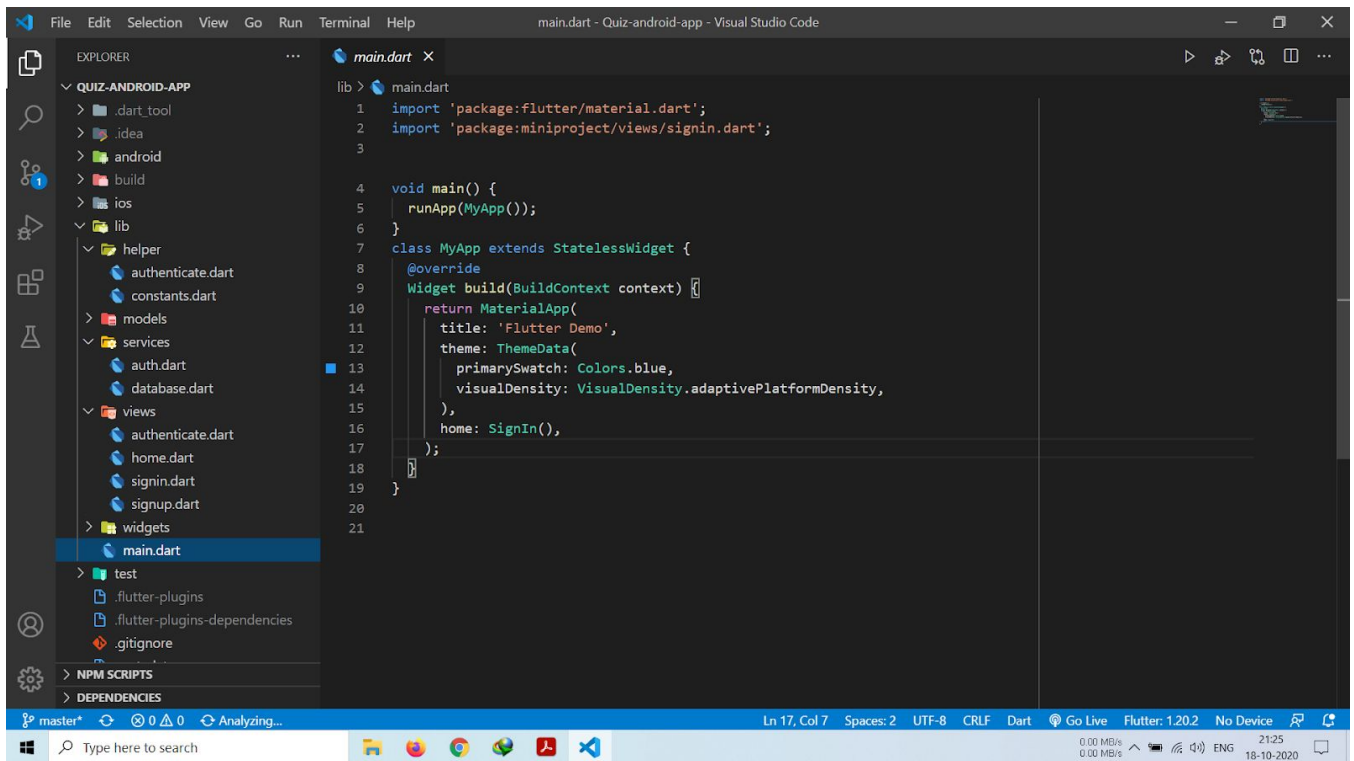 File Edit Selection View Go Run Terminal Help main.dart - Quiz-android-app - Visual Studio Code
EXPLORER
QUIZ-ANDROID-APP
.dart_tool
.idea
android
build
ios
lib
helper
authenticate.dart
constants.dart
models
services
auth.dart
database.dart
views
authenticate.dart
home.dart
signin.dart
signup.dart
widgets
main.dart
test
.flutter-plugins
.flutter-plugins-dependencies
.gitignore
NPM SCRIPTS
DEPENDENCIES
main.dart
lib > main.dart
1 import 'package:flutter/material.dart';
2 import 'package:miniproject/views/signin.dart';
3
4 void main() {
5 runApp(MyApp());
6 }
7 class MyApp extends StatelessWidget {
8 @override
9 Widget build(BuildContext context) {
10 return MaterialApp(
11 title: 'Flutter Demo',
12 theme: ThemeData(
13 primarySwatch: Colors.blue,
14 visualDensity: VisualDensity.adaptivePlatformDensity,
15 ),
16 home: SignIn(),
17 );
18 }
19 }
20
21
1
master* 0 0 Analyzing... Ln 17, Col 7 Spaces: 2 UTF-8 CRLF Dart Go Live Flutter: 1.20.2 No Device
Type here to search
0.00 MB/s
0.00 MB/s
ENG
21:25
18-10-2020